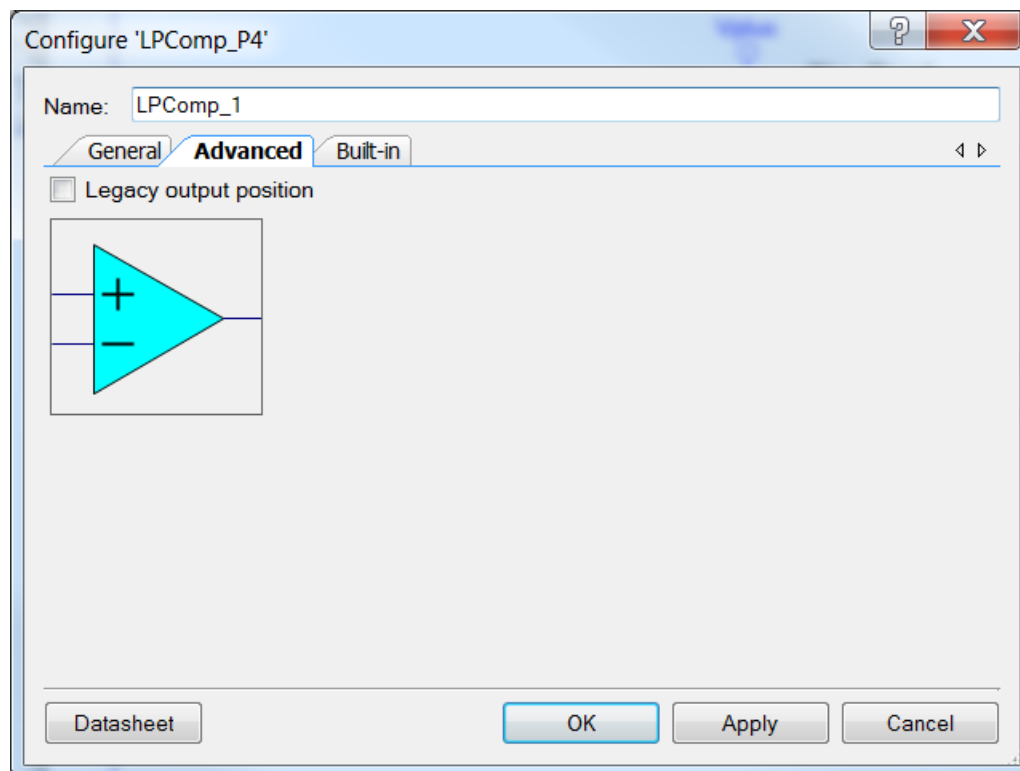 Configure 'LPComp_P4'
Name: LPComp_1
General Advanced Built-in
Legacy output position
+
−
Datasheet OK Apply Cancel